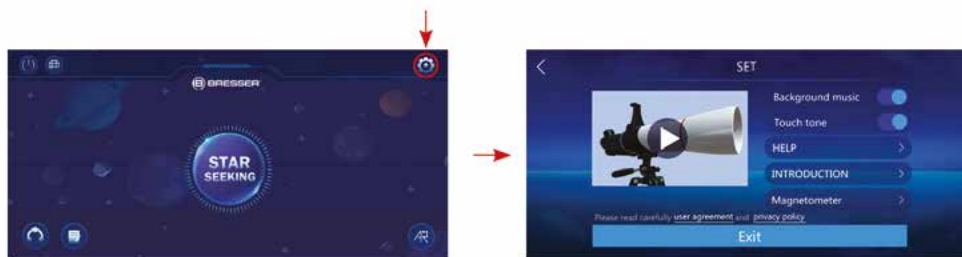 BRESSER
STAR
SEEKING
AR
SET
Background music
Touch tone
HELP
INTRODUCTION
Magnetometer
Please read carefully user agreement and privacy policy
Exit